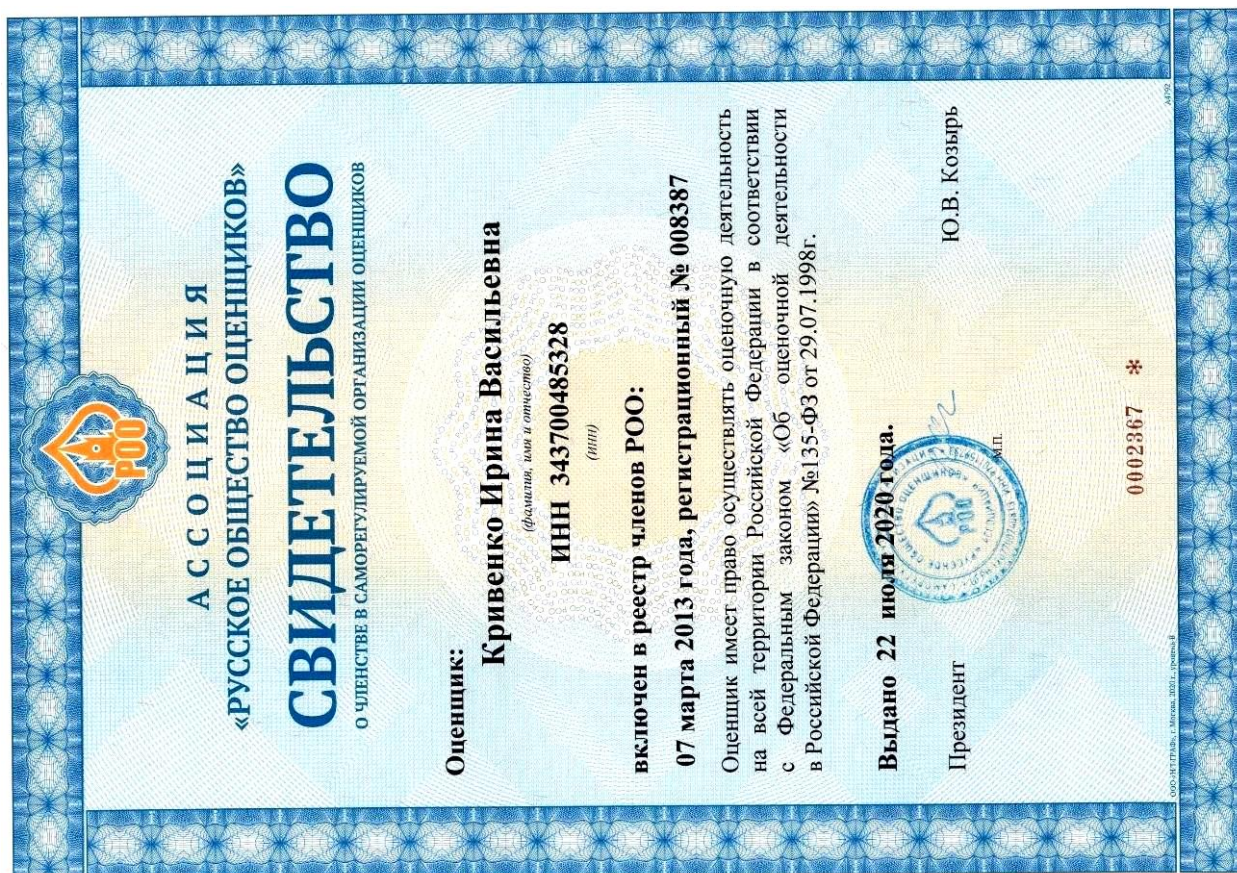 РОО
АССОЦИАЦИЯ
«РУССКОЕ ОБЩЕСТВО ОЦЕНЩИКОВ»
СВИДЕТЕЛЬСТВО
О ЧЛЕНСТВЕ В САМОРЕГУЛИРУЕМОЙ ОРГАНИЗАЦИИ ОЦЕНЩИКОВ
Оценщик:
Кривенко Ирина Васильевна
(фамилия, имя и отчество)
ИНН 343700485328
(инн)
включен в реестр членов РОО:
07 марта 2013 года, регистрационный № 008387
Оценщик имеет право осуществлять оценочную деятельность
на всей территории Российской Федерации в соответствии
с Федеральным законом «Об оценочной деятельности
в Российской Федерации» №135-ФЗ от 29.07.1998г.
Выдано 22 июля 2020 года.
Президент
Ю.В. Козырь
М.П.
РОО
0002367 *